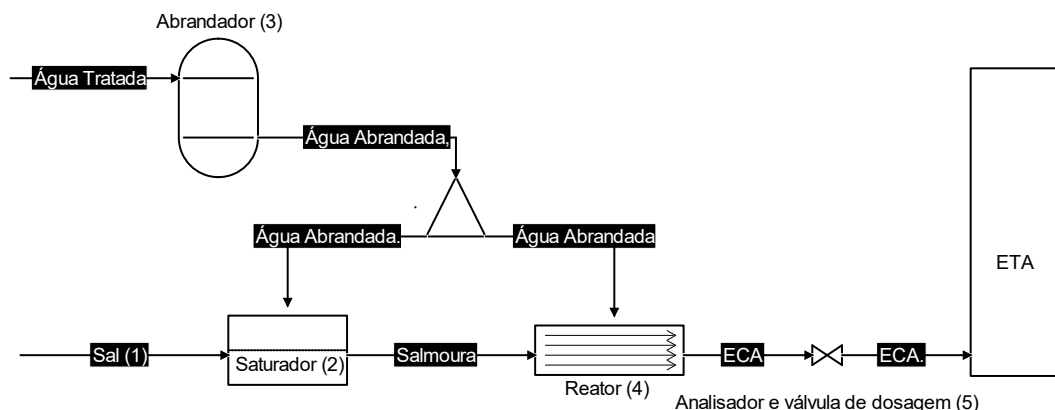 Abrandador (3)
Água Tratada
Água Abrandada,
Água Abrandada.
Água Abrandada
ETA
Sal (1)
Saturador (2)
Salmoura
Reator (4)
ECA
ECA.
Analisador e válvula de dosagem (5)